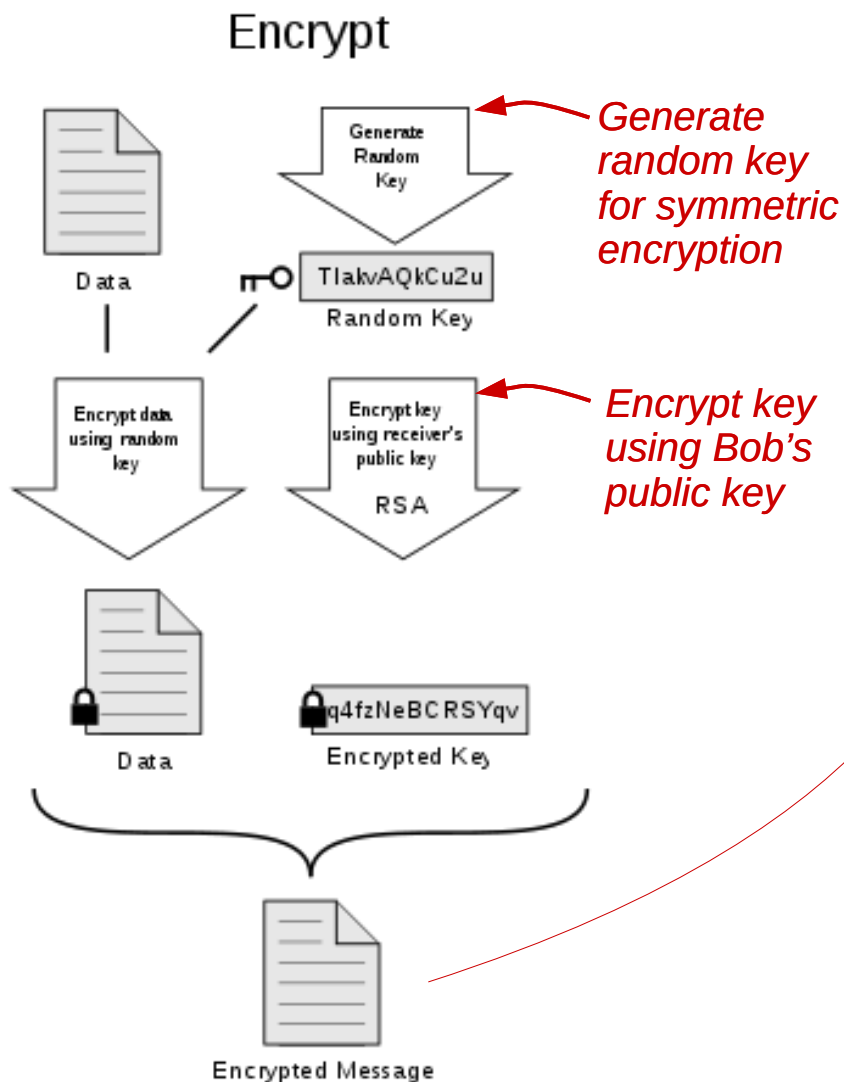 Encrypt
Generate
Random
Key
Generate
random key
for symmetric
encryption
Data
TIakvAQkCu2u
Random Key
Encrypt data
using random
key
Encrypt key
using receiver's
public key
RSA
Encrypt key
using Bob’s
public key
Data
q4fzNeBCRSYqv
Encrypted Key
Encrypted Message